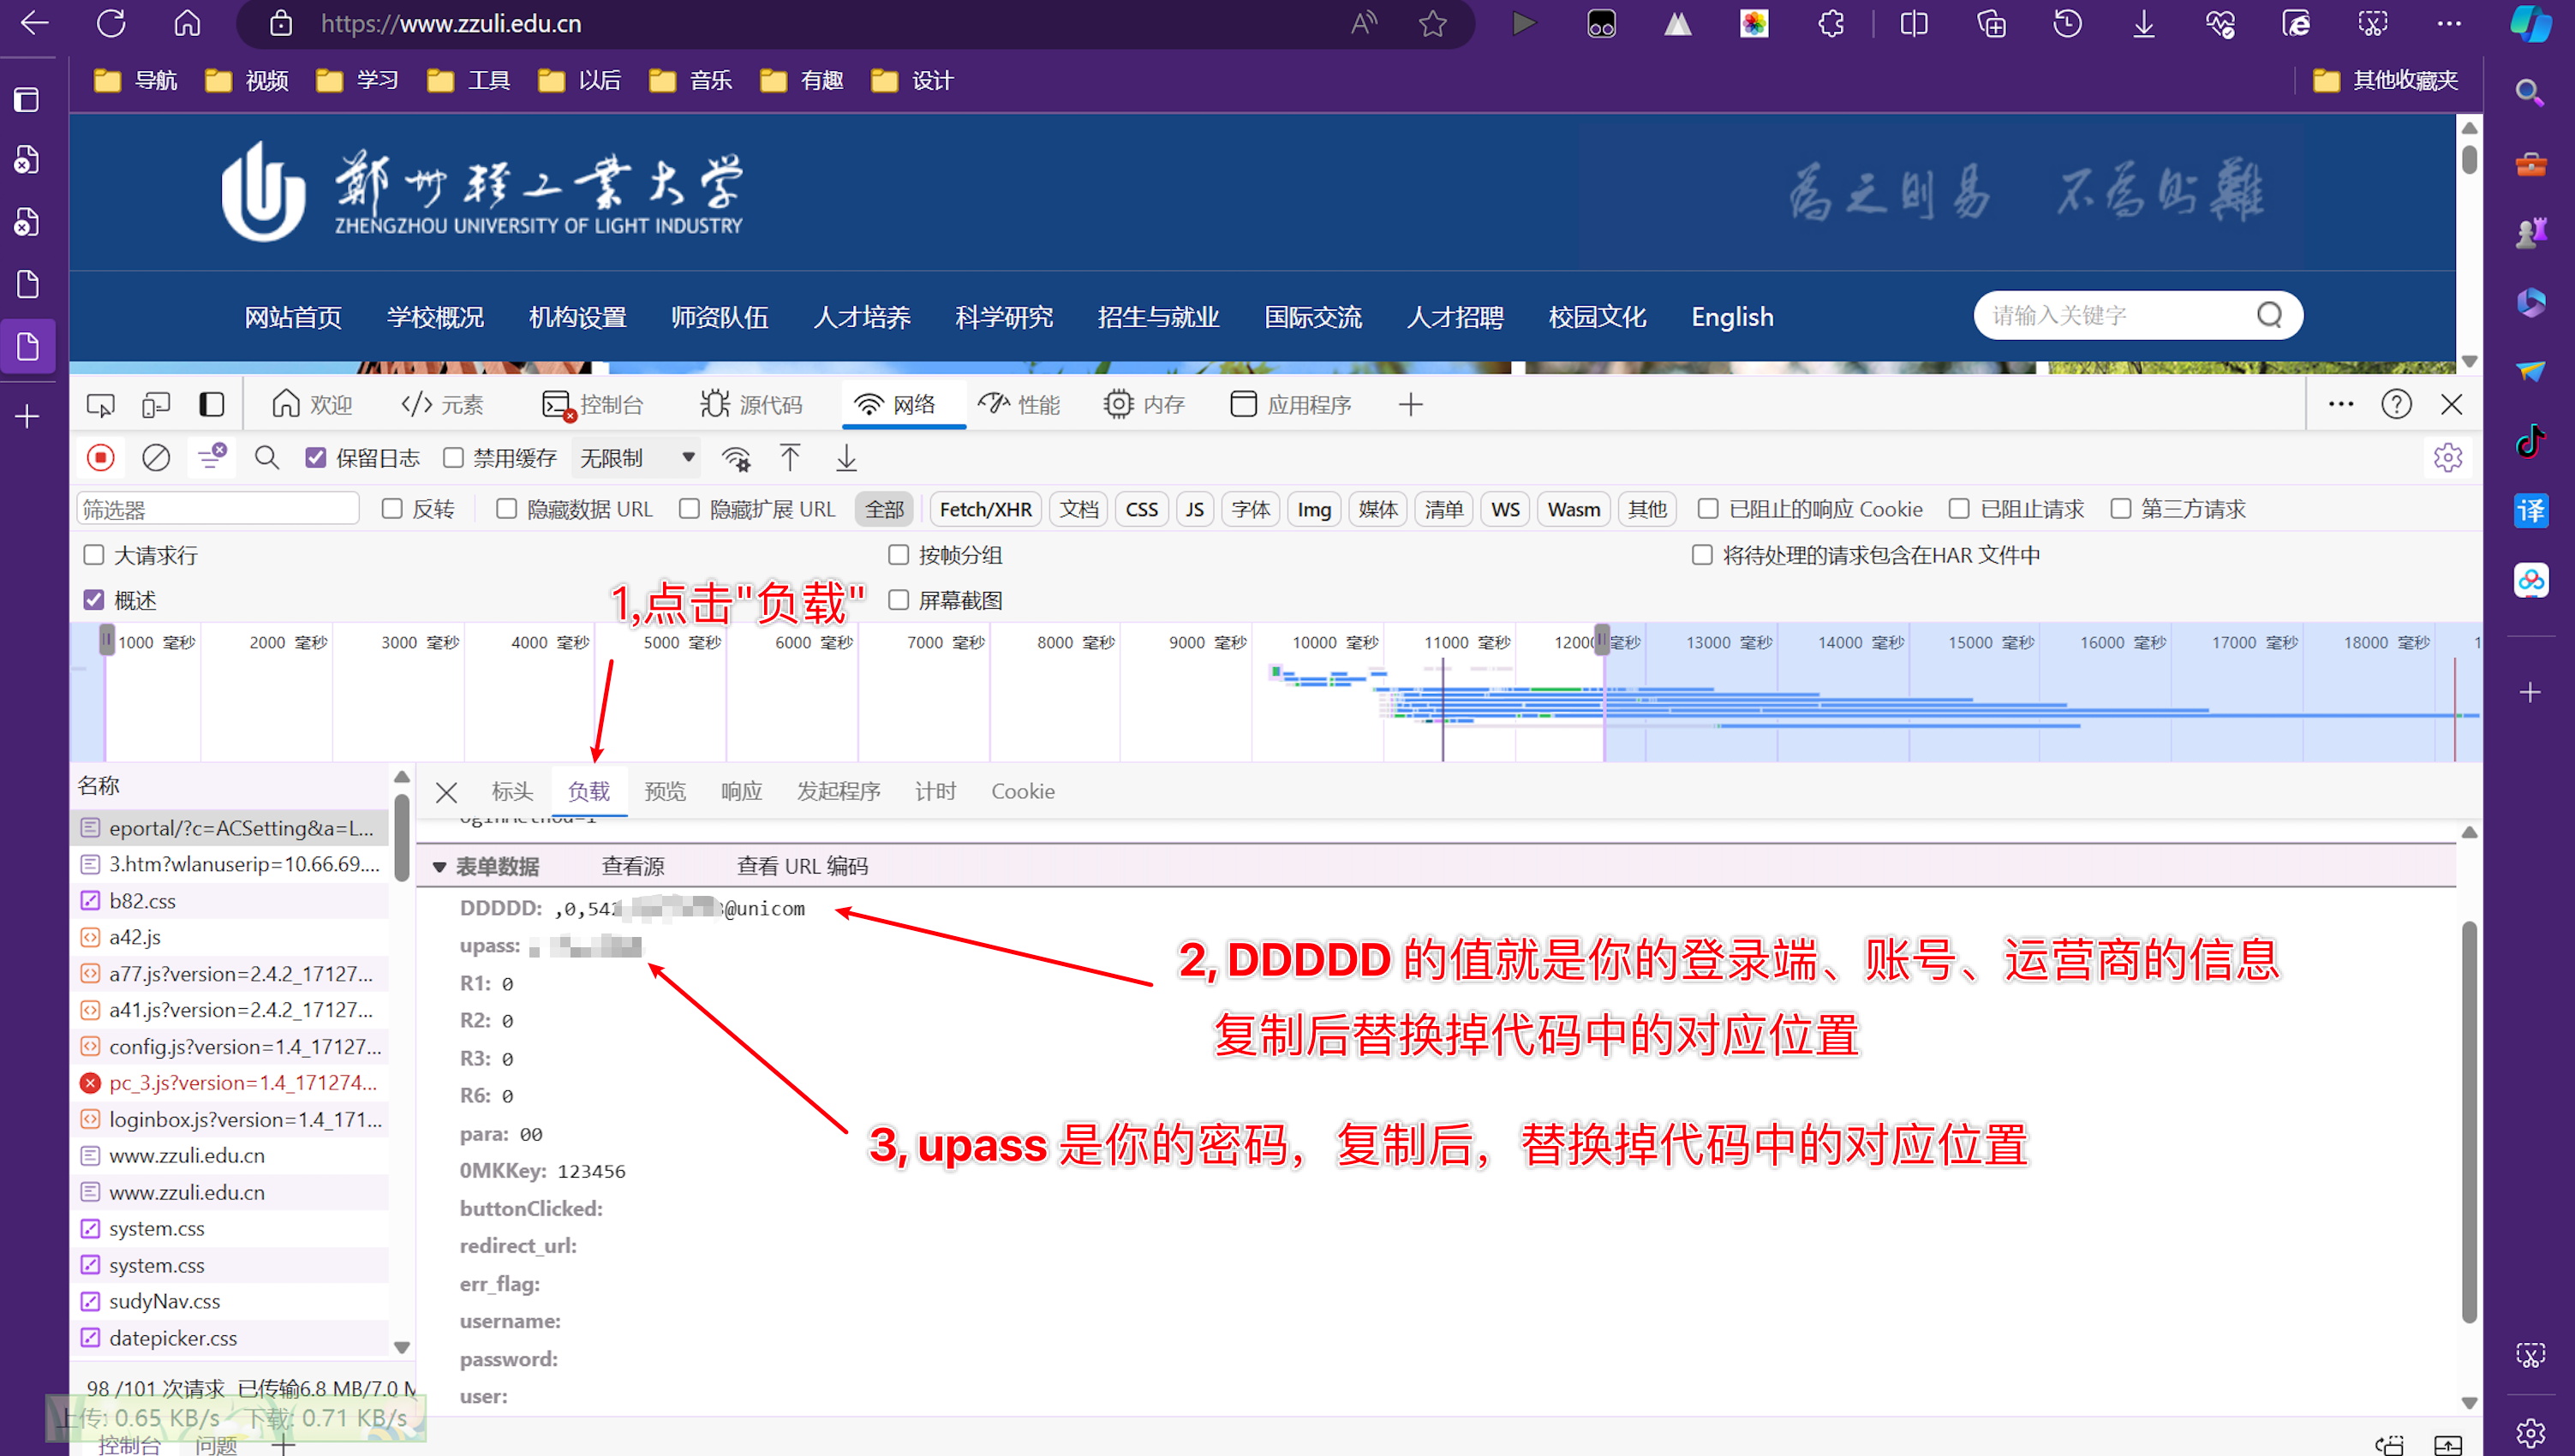 https://www.zzuli.edu.cn
导航 视频 学习 工具 以后 音乐 有趣 设计 其他收藏夹
鄭州轻工業大学
ZHENGZHOU UNIVERSITY OF LIGHT INDUSTRY
為之則易 不為則難
网站首页 学校概况 机构设置 师资队伍 人才培养 科学研究 招生与就业 国际交流 人才招聘 校园文化 English 请输入关键字
欢迎 元素 控制台 源代码 网络 性能 内存 应用程序
保留日志 禁用缓存 无限制
筛选器 反转 隐藏数据 URL 隐藏扩展 URL 全部 Fetch/XHR 文档 CSS JS 字体 Img 媒体 清单 WS Wasm 其他 已阻止的响应 Cookie 已阻止请求 第三方请求
大请求行 按帧分组 将待处理的请求包含在HAR 文件中
概述 屏幕截图
1,点击"负载"
1000 毫秒 2000 毫秒 3000 毫秒 4000 毫秒 5000 毫秒 6000 毫秒 7000 毫秒 8000 毫秒 9000 毫秒 10000 毫秒 11000 毫秒 12000 毫秒 13000 毫秒 14000 毫秒 15000 毫秒 16000 毫秒 17000 毫秒 18000 毫秒
译
名称
eportal/?c=ACSetting&a=L...
3.htm?wlanuserip=10.66.69....
b82.css
a42.js
a77.js?version=2.4.2_17127...
a41.js?version=2.4.2_17127...
config.js?version=1.4_17127...
pc_3.js?version=1.4_171274...
loginbox.js?version=1.4_171...
www.zzuli.edu.cn
www.zzuli.edu.cn
system.css
system.css
sudyNav.css
datepicker.css
98 /101 次请求 已传输6.8 MB/7.0 M
上传: 0.65 KB/s 下载: 0.71 KB/s
控制台 问题
标头 负载 预览 响应 发起程序 计时 Cookie
表单数据 查看源 查看 URL 编码
DDDDD: ,0,542 @unicom
upass:
R1: 0
R2: 0
R3: 0
R6: 0
para: 00
0MKKey: 123456
buttonClicked:
redirect_url:
err_flag:
username:
password:
user:
2, DDDDD 的值就是你的登录端、账号、运营商的信息
复制后替换掉代码中的对应位置
3, upass 是你的密码，复制后，替换掉代码中的对应位置